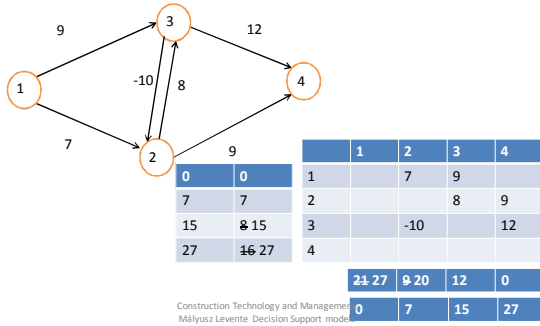 9
3
12
1
-10
8
4
7
2
9
1 2 3 4
1 7 9
2 8 9
3 -10 12
4
0 0
7 7
15 8 15
27 16 27
21 27 9 20 12 0
0 7 15 27
Construction Technology and Managemen
Mályusz Levente Decision Support model